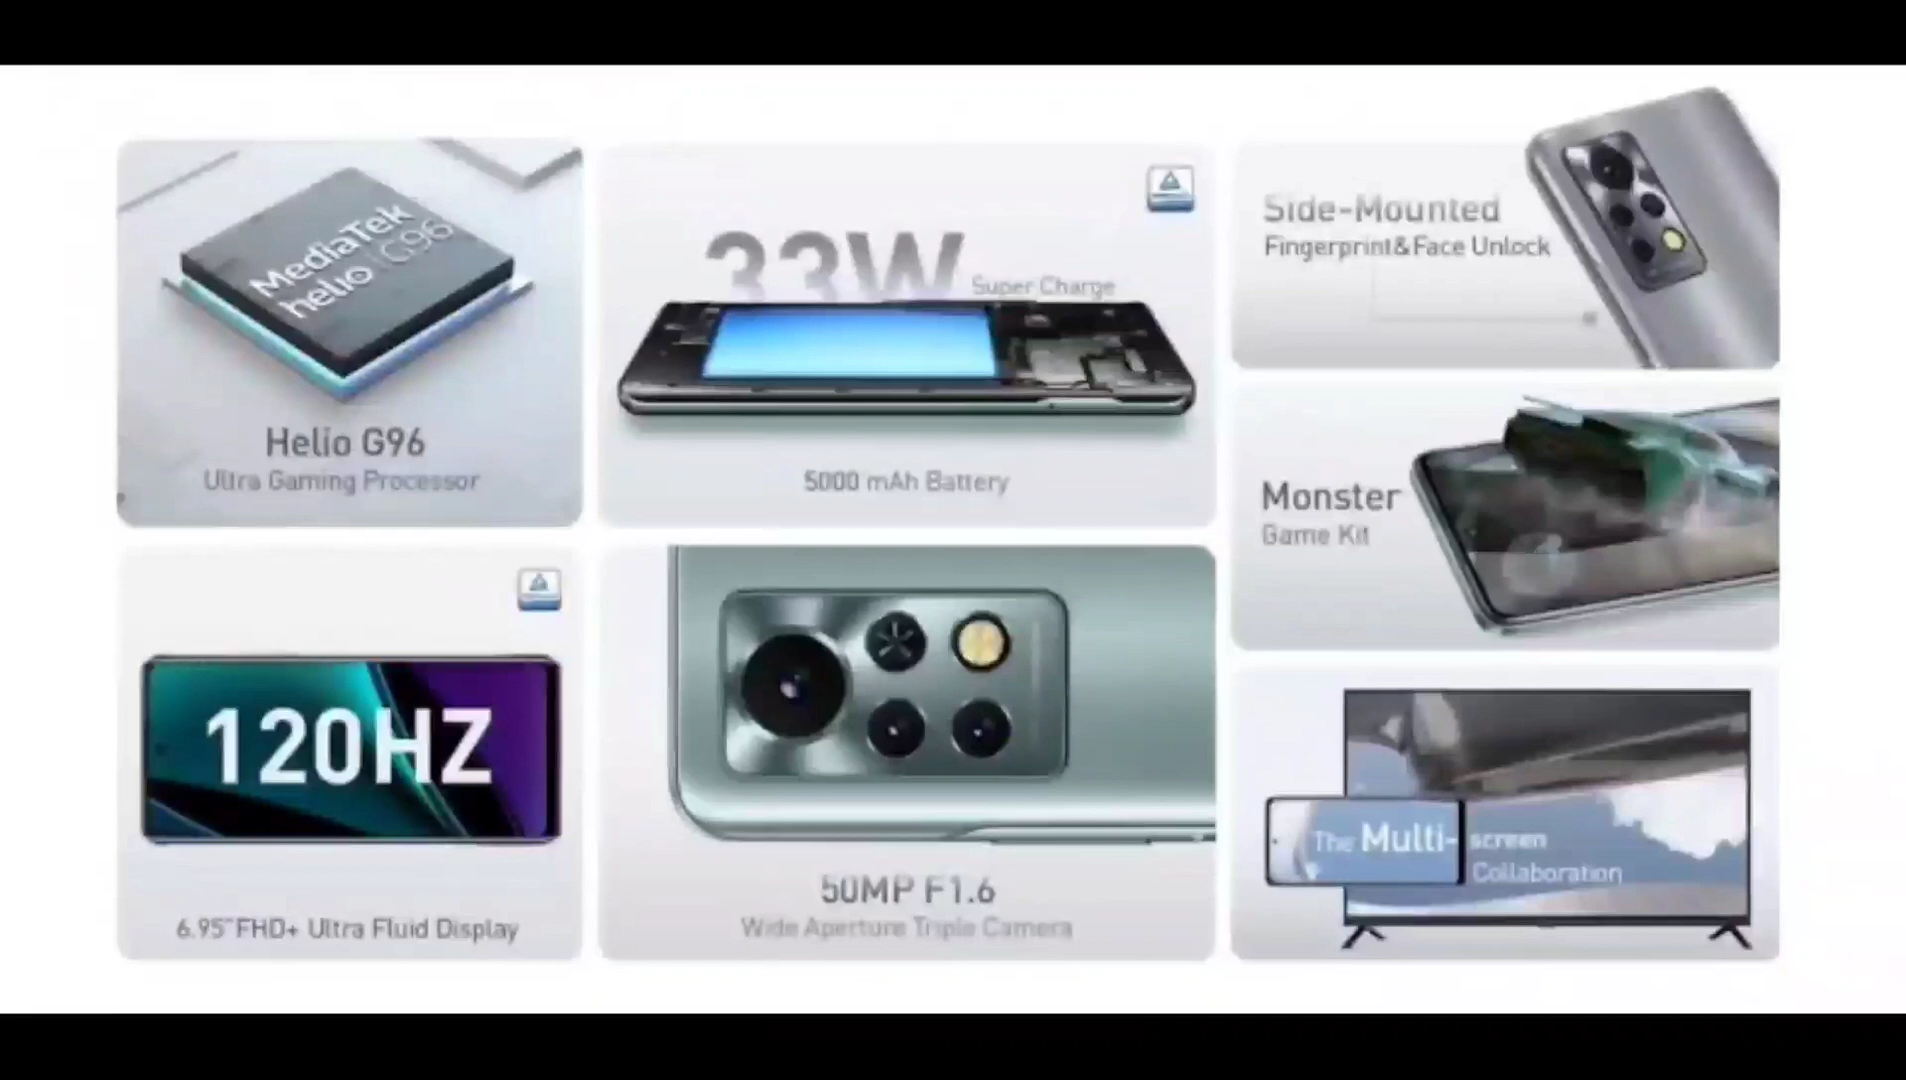 MediaTek
helio G96
Helio G96
Ultra Gaming Processor
33W Super Charge
5000 mAh Battery
Side-Mounted
Fingerprint&Face Unlock
Monster
Game Kit
120HZ
6.95"FHD+ Ultra Fluid Display
50MP F1.6
Wide Aperture Triple Camera
The Multi-screen
Collaboration